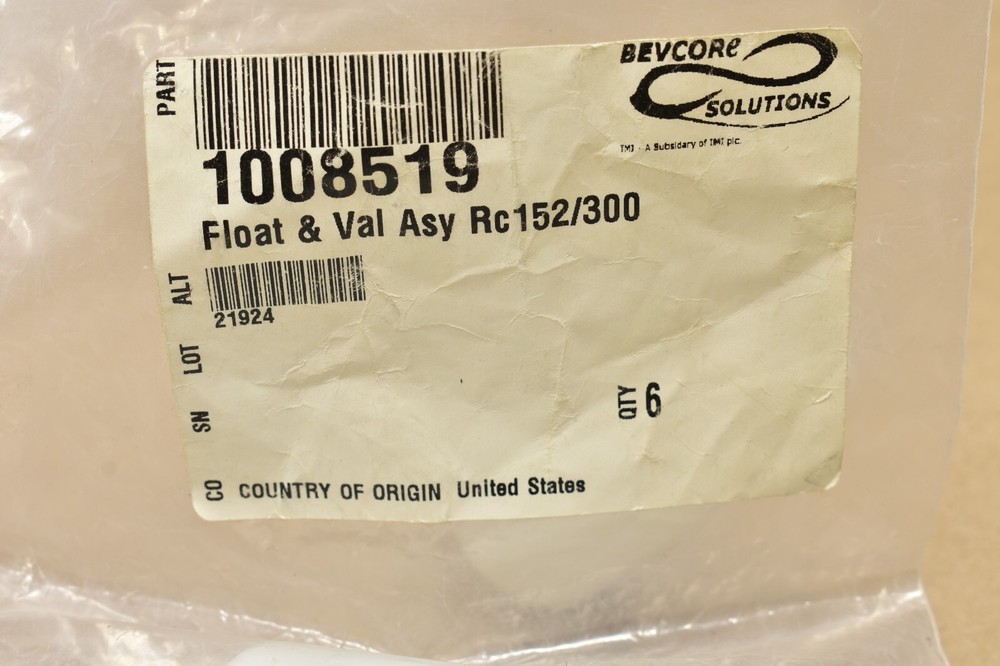 BEVCORe
SOLUTIONS
IMI - A Subsidary of IMI plc.
PART
1008519
Float & Val Asy Rc152/300
ALT
21924
LOT
SN
QTY 6
CO COUNTRY OF ORIGIN United States